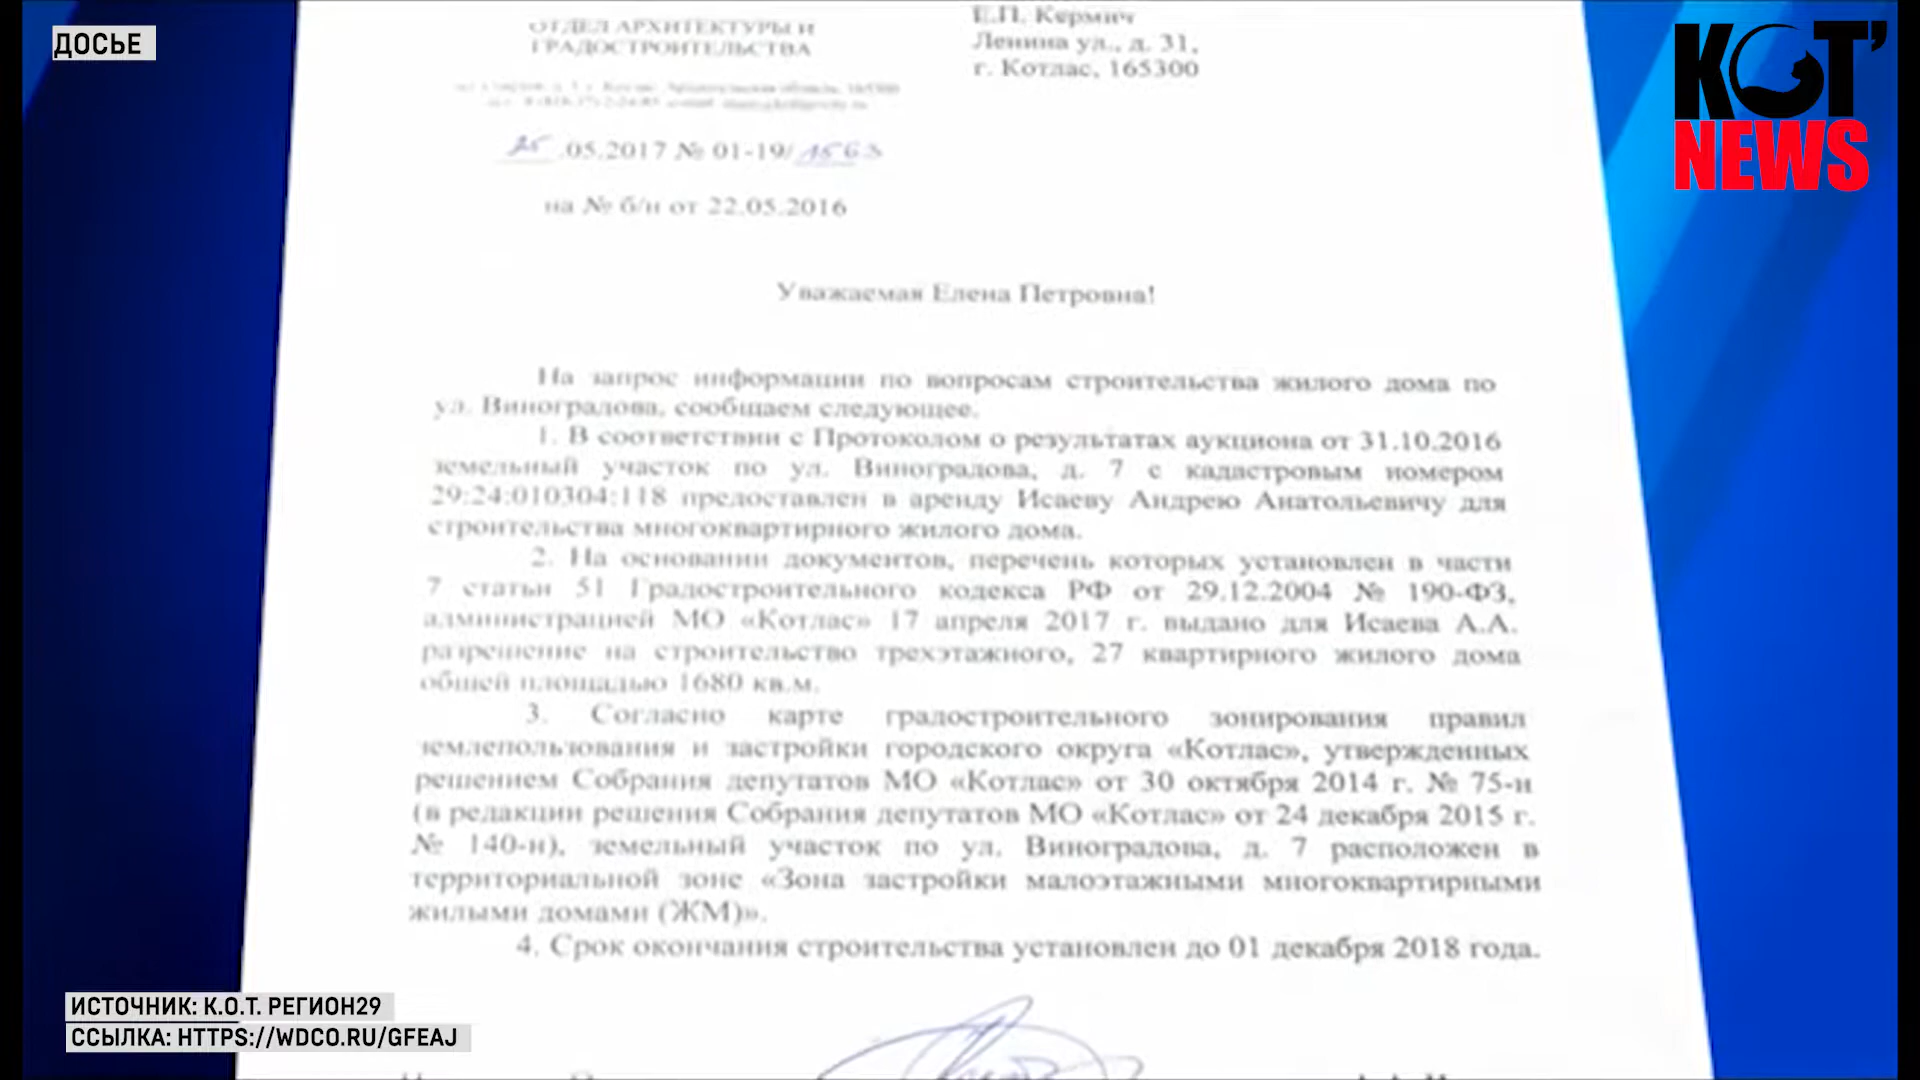 ДОСЬЕ
КОТ'
NEWS
ОТДЕЛ АРХИТЕКТУРЫ И
ГРАДОСТРОИТЕЛЬСТВА
Е.П. Кермич
Ленина ул., д. 31,
г. Котлас, 165300
25 .05.2017 № 01-19/ 1563
на № б/н от 22.05.2016
Уважаемая Елена Петровна!
На запрос информации по вопросам строительства жилого дома по
ул. Виноградова, сообщаем следующее.
1. В соответствии с Протоколом о результатах аукциона от 31.10.2016
земельный участок по ул. Виноградова, д. 7 с кадастровым номером
29:24:010304:118 предоставлен в аренду Исаеву Андрею Анатольевичу для
строительства многоквартирного жилого дома.
2. На основании документов, перечень которых установлен в части
7 статьи 51 Градостроительного кодекса РФ от 29.12.2004 № 190-ФЗ,
администрацией МО «Котлас» 17 апреля 2017 г. выдано для Исаева А.А.
разрешение на строительство трехэтажного, 27 квартирного жилого дома
общей площадью 1680 кв.м.
3. Согласно карте градостроительного зонирования правил
землепользования и застройки городского округа «Котлас», утвержденных
решением Собрания депутатов МО «Котлас» от 30 октября 2014 г. № 75-н
(в редакции решения Собрания депутатов МО «Котлас» от 24 декабря 2015 г.
№ 140-н), земельный участок по ул. Виноградова, д. 7 расположен в
территориальной зоне «Зона застройки малоэтажными многоквартирными
жилыми домами (ЖМ)».
4. Срок окончания строительства установлен до 01 декабря 2018 года.
ИСТОЧНИК: К.О.Т. РЕГИОН29
ССЫЛКА: HTTPS://WDCO.RU/GFEAJ